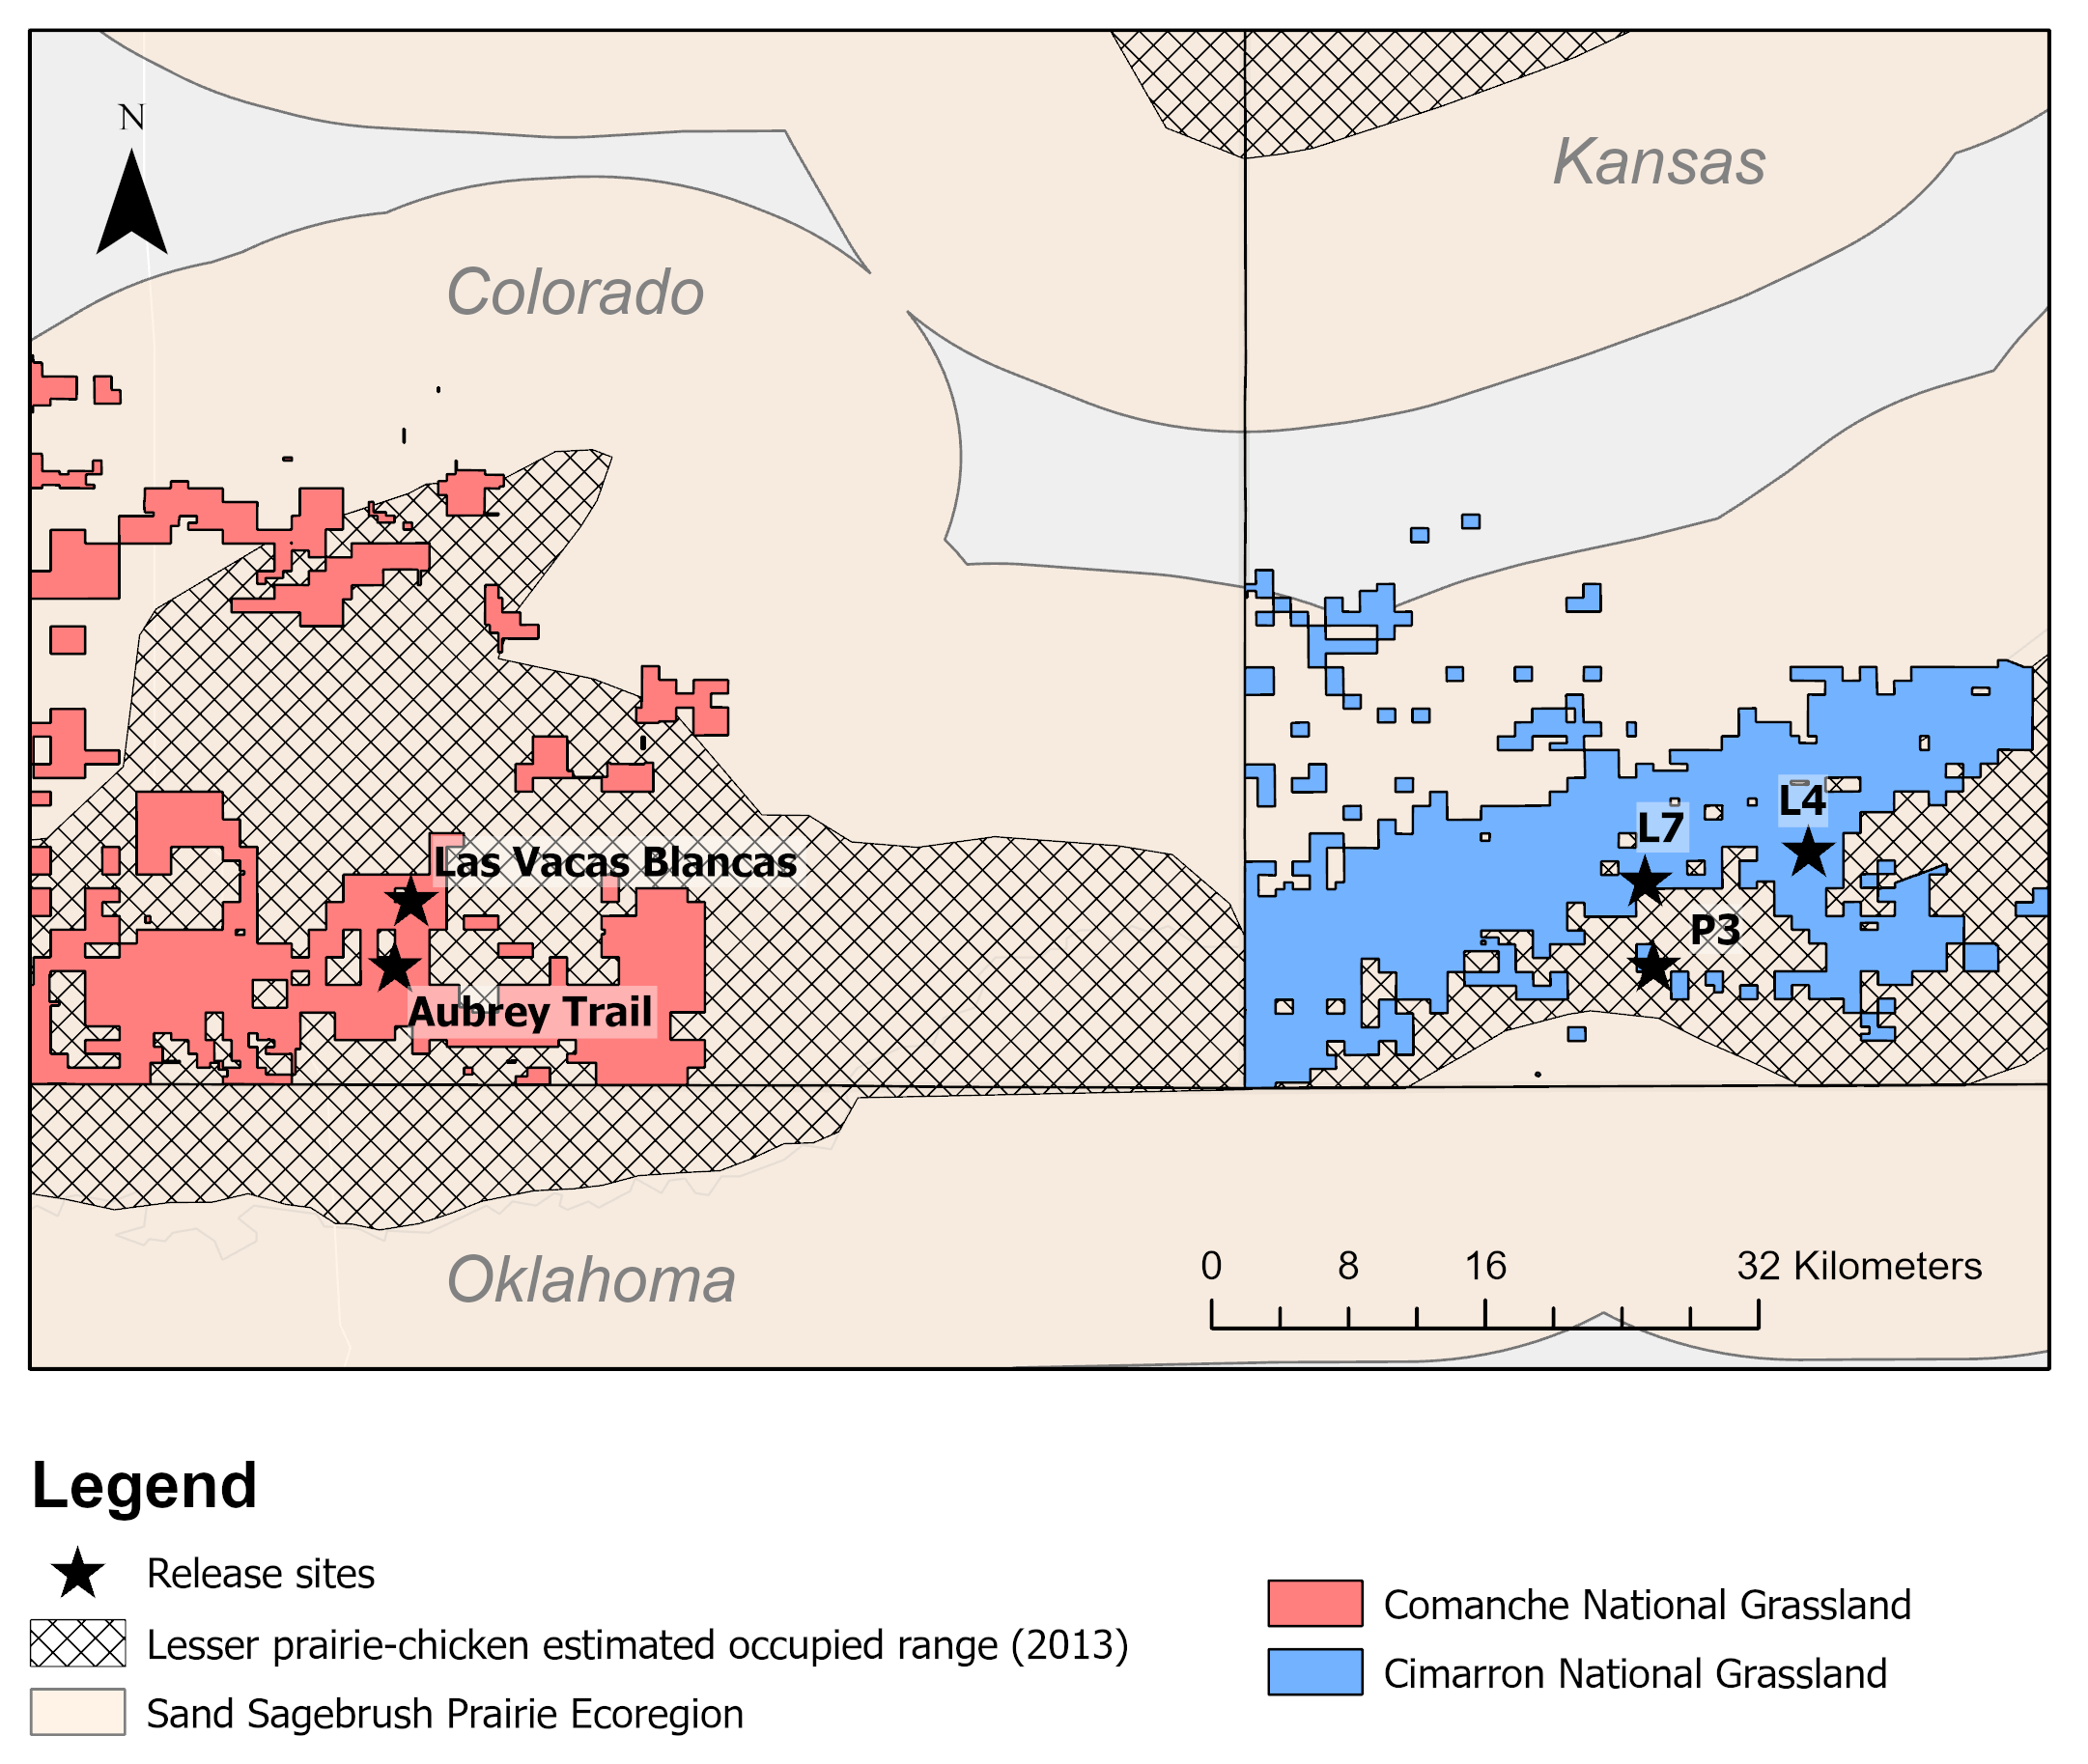 N
Kansas
Colorado
L4
L7
Las Vacas Blancas
P3
Aubrey Trail
Oklahoma
0 8 16 32 Kilometers
Legend
Release sites
Lesser prairie-chicken estimated occupied range (2013)
Sand Sagebrush Prairie Ecoregion
Comanche National Grassland
Cimarron National Grassland